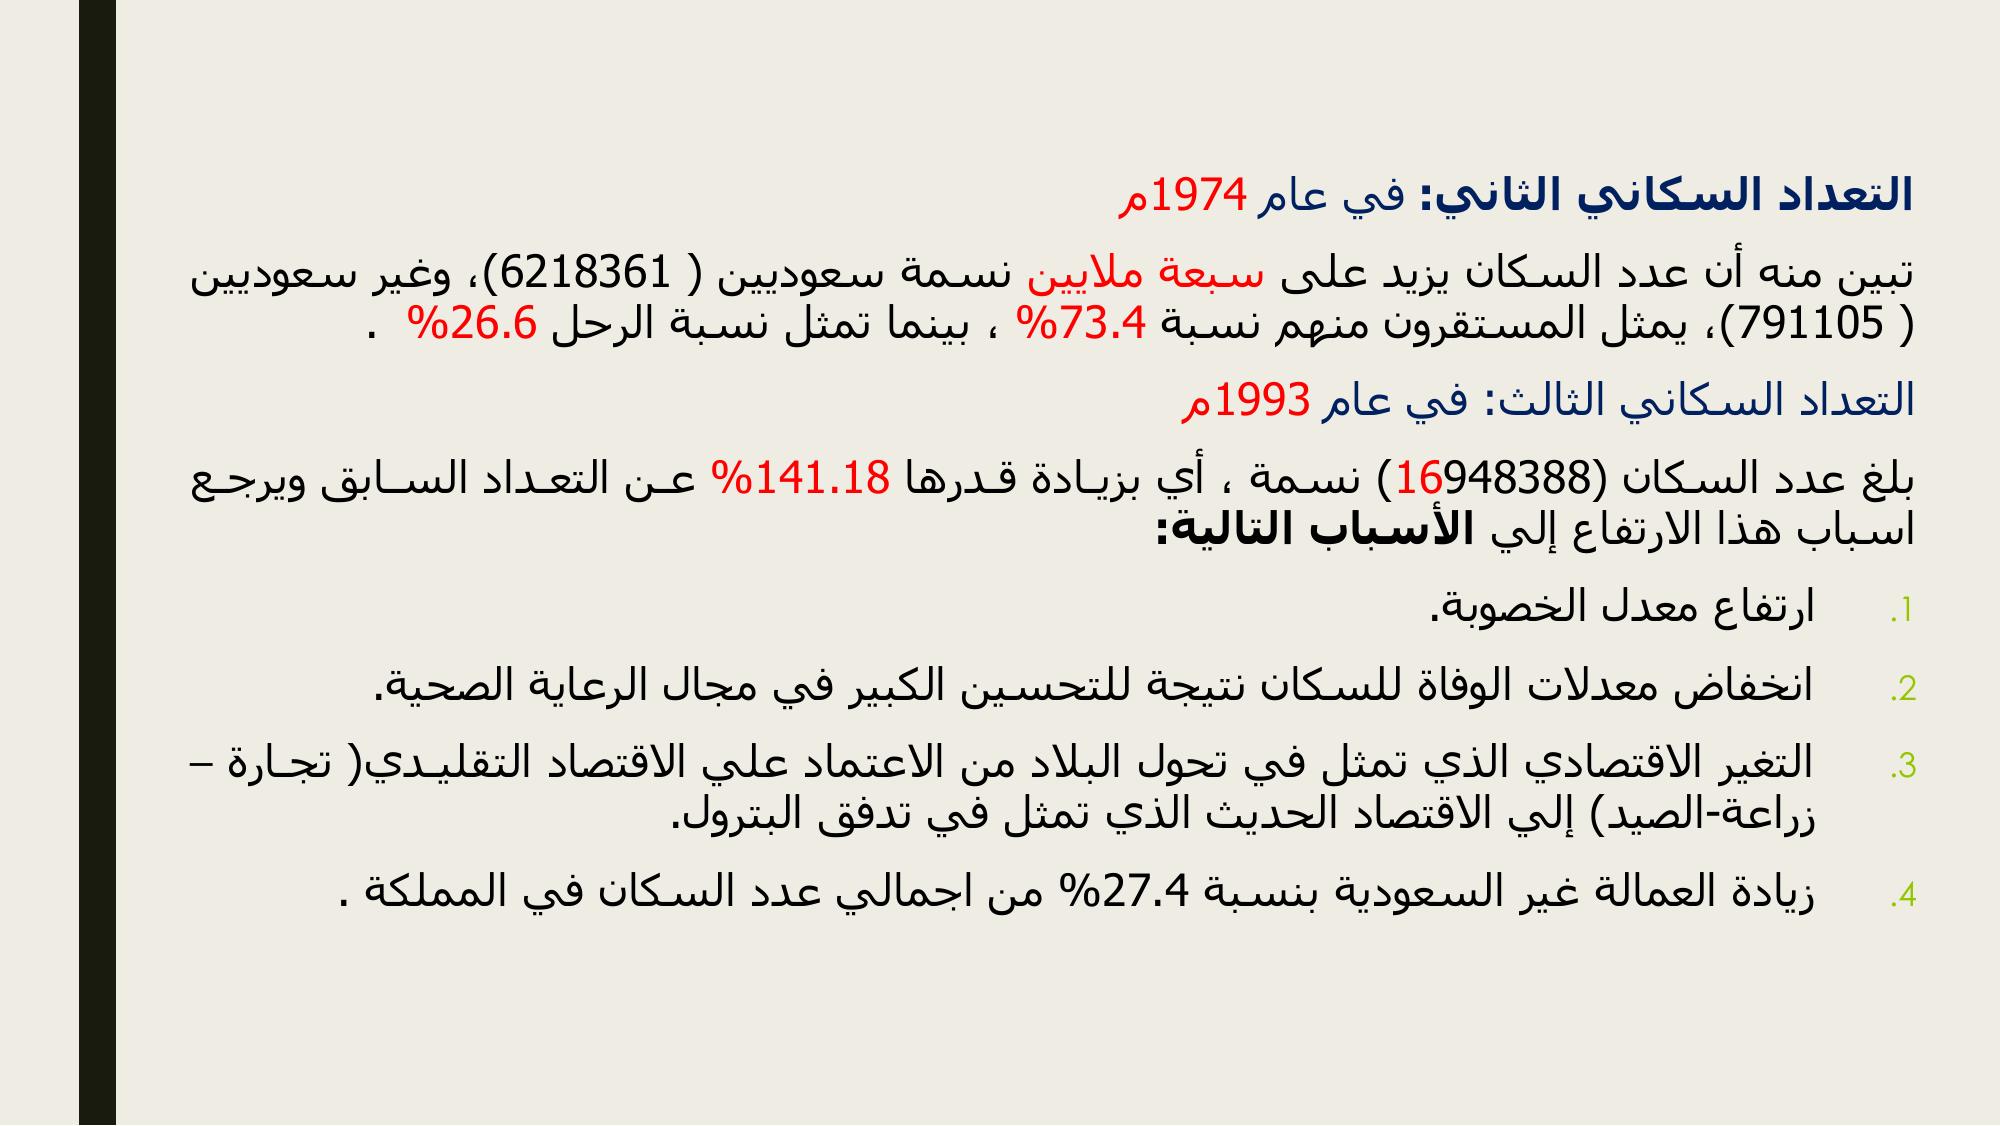 التعداد السكاني الثاني: في عام 1974م
تبين منه أن عدد السكان يزيد على سبعة ملايين نسمة سعوديين ( 6218361)، وغير سعوديين
( 791105)، يمثل المستقرون منهم نسبة 73.4% ، بينما تمثل نسبة الرحل 26.6% .
التعداد السكاني الثالث: في عام 1993م
بلغ عدد السكان (16948388) نسمة ، أي بزيادة قدرها 141.18% عن التعداد السابق ويرجع
اسباب هذا الارتفاع إلي الأسباب التالية:
1. ارتفاع معدل الخصوبة.
2. انخفاض معدلات الوفاة للسكان نتيجة للتحسين الكبير في مجال الرعاية الصحية.
3. التغير الاقتصادي الذي تمثل في تحول البلاد من الاعتماد علي الاقتصاد التقليدي( تجارة –
زراعة-الصيد) إلي الاقتصاد الحديث الذي تمثل في تدفق البترول.
4. زيادة العمالة غير السعودية بنسبة 27.4% من اجمالي عدد السكان في المملكة .